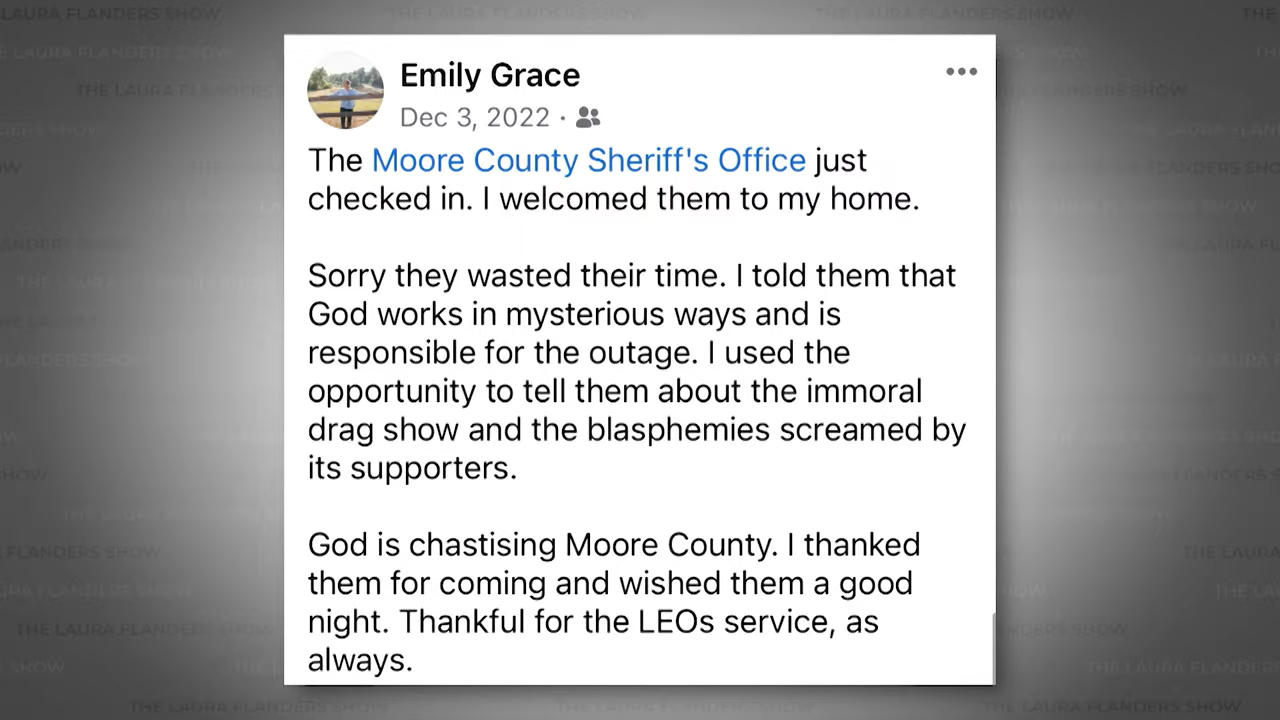 Emily Grace
Dec 3, 2022 ·
The Moore County Sheriff's Office just
checked in. I welcomed them to my home.
Sorry they wasted their time. I told them that
God works in mysterious ways and is
responsible for the outage. I used the
opportunity to tell them about the immoral
drag show and the blasphemies screamed by
its supporters.
God is chastising Moore County. I thanked
them for coming and wished them a good
night. Thankful for the LEOs service, as
always.
THE LAURA FLANDERS SHOW